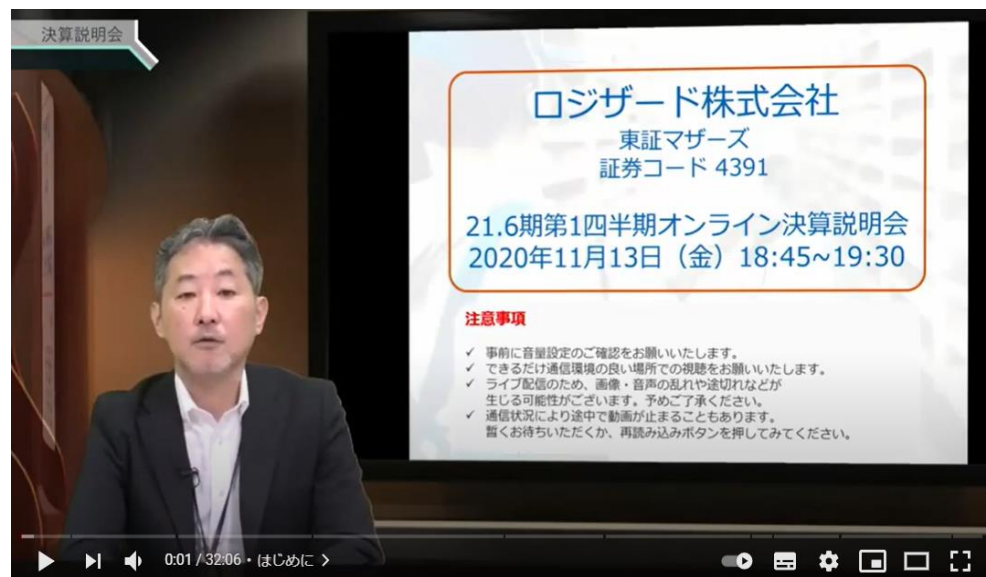 決算説明会
ロジザード株式会社
東証マザーズ
証券コード 4391
21.6期第1四半期オンライン決算説明会
2020年11月13日（金）18:45~19:30
注意事項
✓ 事前に音量設定のご確認をお願いいたします。
✓ できるだけ通信環境の良い場所での視聴をお願いいたします。
✓ ライブ配信のため、画像・音声の乱れや途切れなどが
生じる可能性がございます。予めご了承ください。
✓ 通信状況により途中で動画が止まることもあります。
暫くお待ちいただくか、再読み込みボタンを押してみてください。
0:01 / 32:06・はじめに >